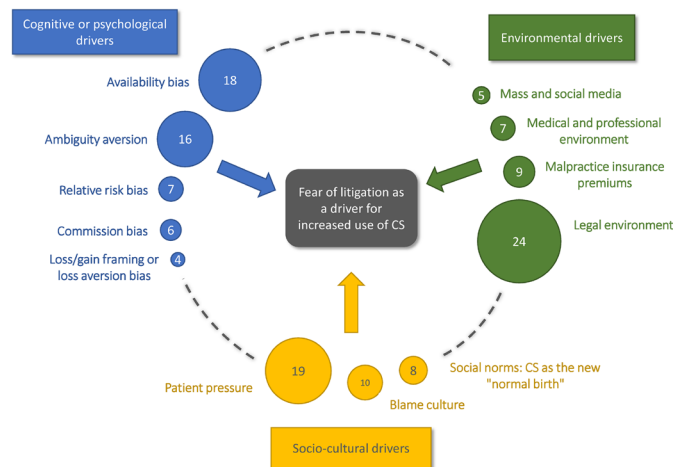 Cognitive or psychological
drivers
Environmental drivers
Availability bias
18
Ambiguity aversion
16
Relative risk bias
7
Commission bias
6
Loss/gain framing or
loss aversion bias
4
5
Mass and social media
7
Medical and professional
environment
9
Malpractice insurance
premiums
24
Legal environment
Fear of litigation as
a driver for
increased use of CS
Patient pressure
19
10
Blame culture
8
Social norms: CS as the new
"normal birth"
Socio-cultural drivers